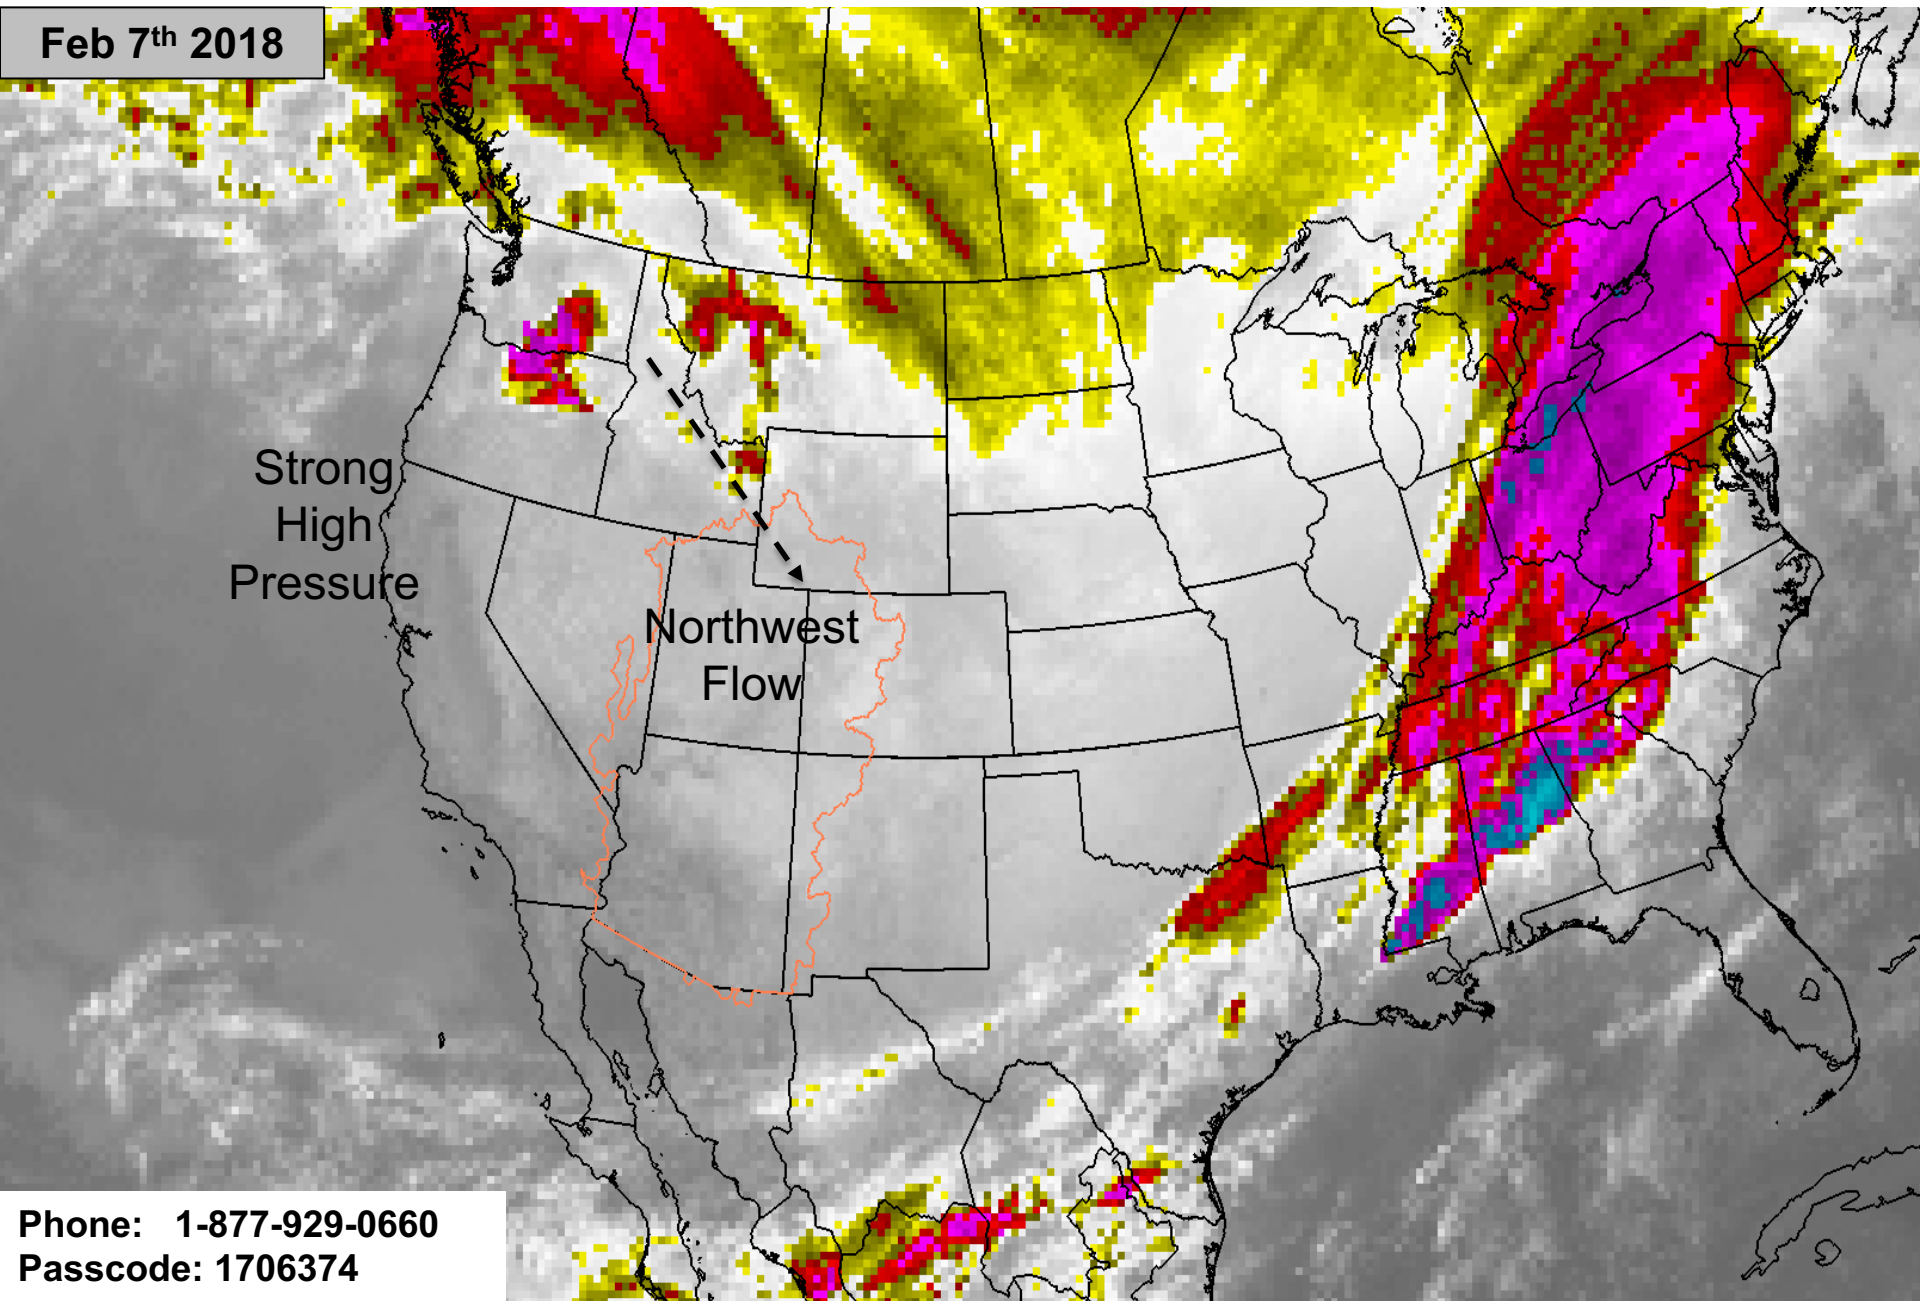 Feb 7th 2018
Strong
High
Pressure
Northwest
Flow
Phone: 1-877-929-0660
Passcode: 1706374